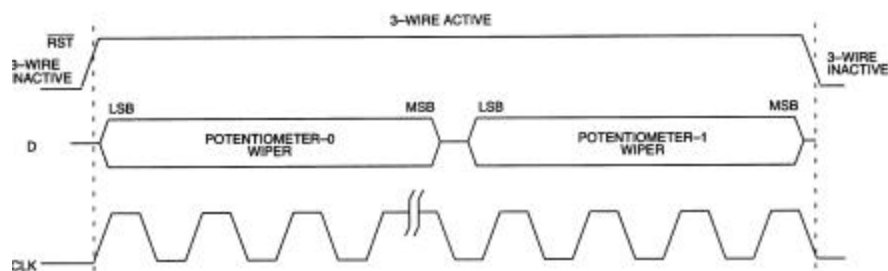 3-WIRE ACTIVE
RST
3-WIRE
INACTIVE
3-WIRE
INACTIVE
LSB
MSB
LSB
MSB
D
POTENTIOMETER-0
WIPER
POTENTIOMETER-1
WIPER
CLK